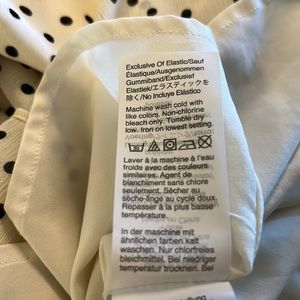 Exclusive Of Elastic/Sauf
Élastique/Ausgenommen
Gummiband/Exclusief
Elastiek/エラスティックを
除く/No Incluye Elástico
Machine wash cold with
like colors. Non-chlorine
bleach only. Tumble dry
low. Iron on lowest setting.
Laver à la machine à l'eau
froide avec des couleurs
similaires. Agent de
blanchiment sans chlore
seulement. Sécher au
sèche-linge au cycle doux.
Repasser à la plus basse
température.
In der maschine mit
ähnlichen farben kalt
waschen. Nur chlorfreies
bleichmittel. Bei niedriger
temperatur trocknen. Bei